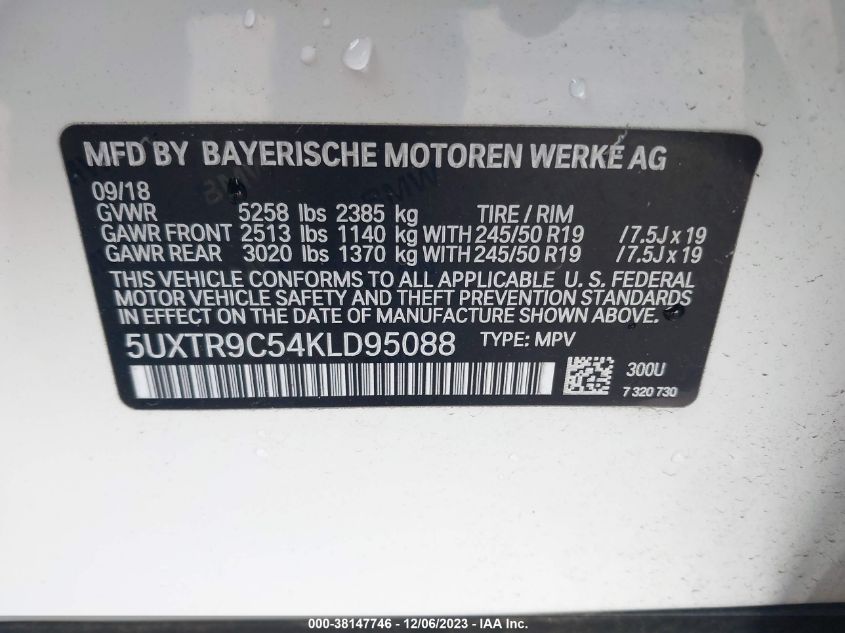 MFD BY BAYERISCHE MOTOREN WERKE AG
09/18
GVWR 5258 lbs 2385 kg TIRE / RIM
GAWR FRONT 2513 lbs 1140 kg WITH 245/50 R19 /7.5J x 19
GAWR REAR 3020 lbs 1370 kg WITH 245/50 R19 /7.5J x 19
THIS VEHICLE CONFORMS TO ALL APPLICABLE U. S. FEDERAL
MOTOR VEHICLE SAFETY AND THEFT PREVENTION STANDARDS
IN EFFECT ON THE DATE OF MANUFACTURE SHOWN ABOVE.
5UXTR9C54KLD95088 TYPE: MPV
300U
7 320 730
000-38147746 - 12/06/2023 - IAA Inc.